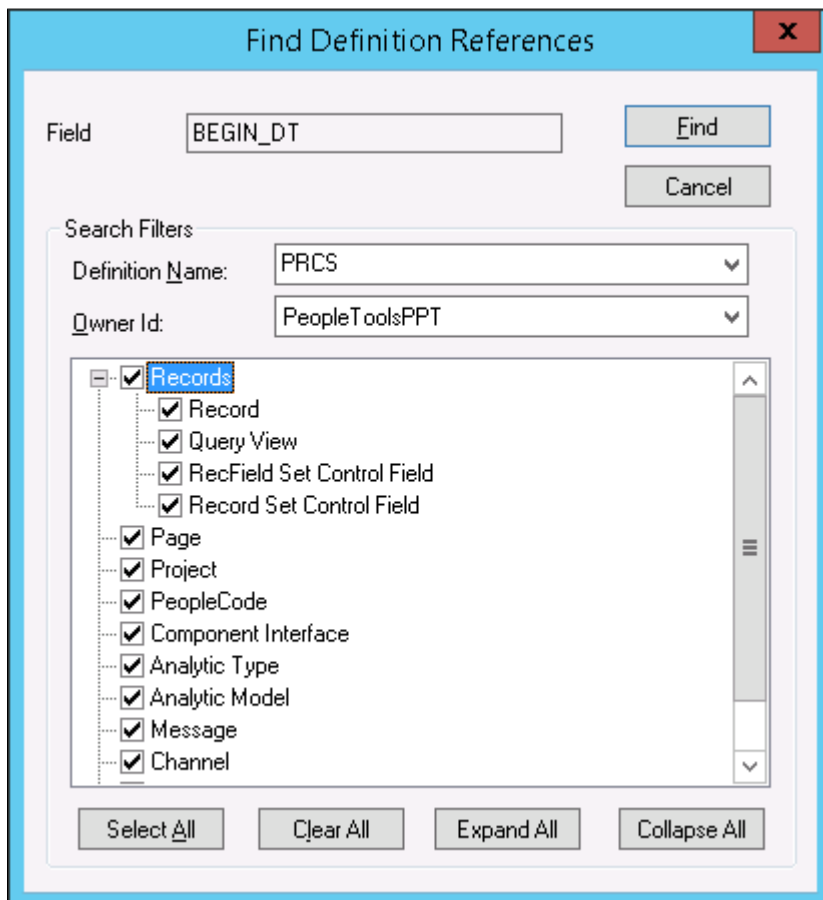 Find Definition References
x
Field BEGIN_DT Find
Cancel
Search Filters
Definition Name: PRCS
Owner Id: PeopleToolsPPT
Records
Record
Query View
RecField Set Control Field
Record Set Control Field
Page
Project
PeopleCode
Component Interface
Analytic Type
Analytic Model
Message
Channel
Select All Clear All Expand All Collapse All